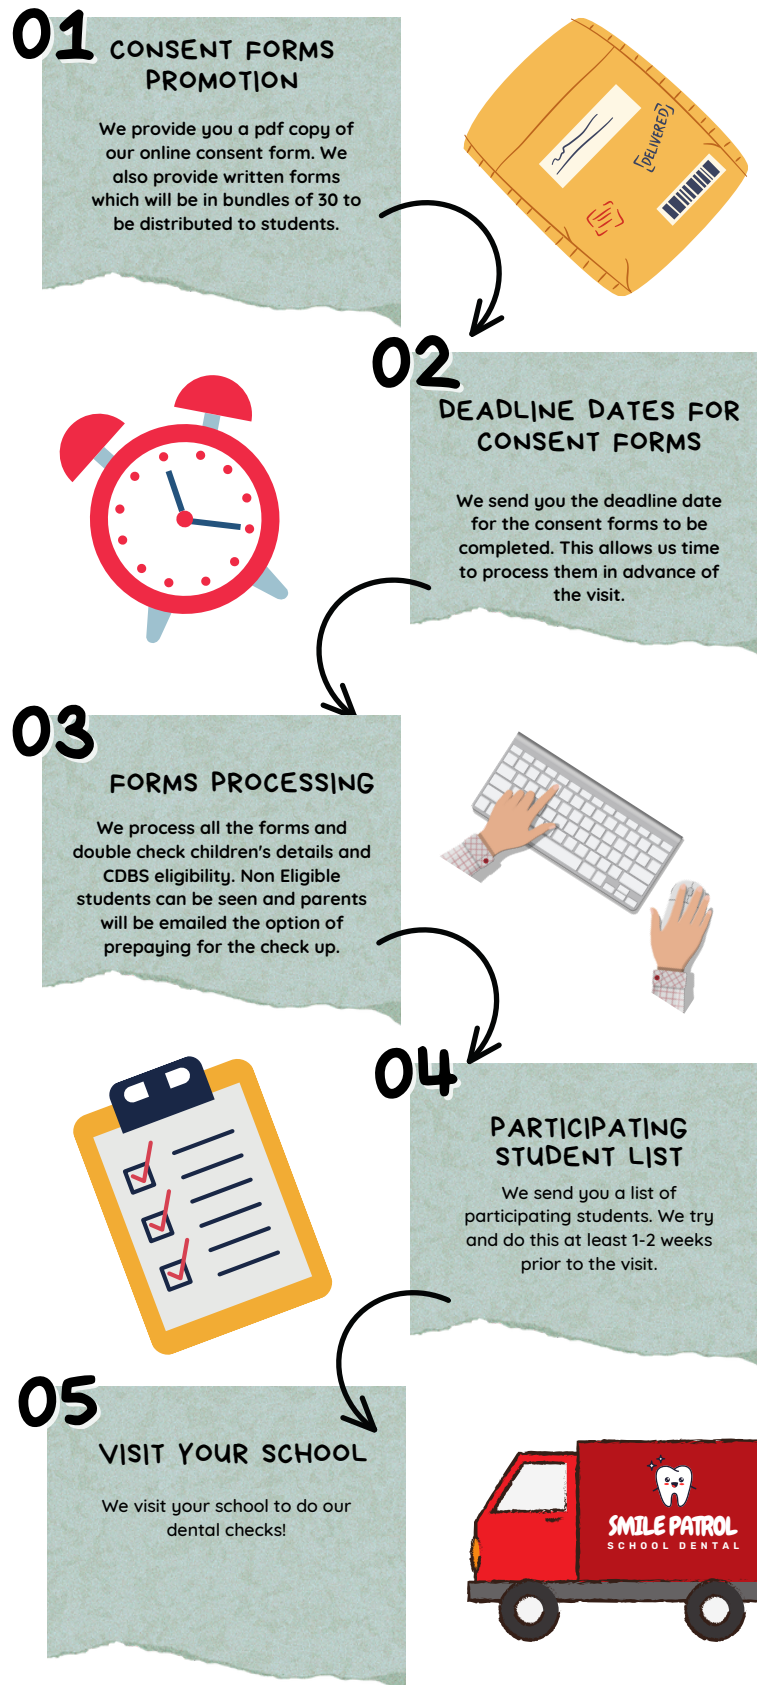 01
CONSENT FORMS
PROMOTION
We provide you a pdf copy of
our online consent form. We
also provide written forms
which will be in bundles of 30 to
be distributed to students.
DELIVERED
02
DEADLINE DATES FOR
CONSENT FORMS
We send you the deadline date
for the consent forms to be
completed. This allows us time
to process them in advance of
the visit.
03
FORMS PROCESSING
We process all the forms and
double check children's details and
CDBS eligibility. Non Eligible
students can be seen and parents
will be emailed the option of
prepaying for the check up.
04
PARTICIPATING
STUDENT LIST
We send you a list of
participating students. We try
and do this at least 1-2 weeks
prior to the visit.
05
VISIT YOUR SCHOOL
We visit your school to do our
dental checks!
SMILE PATROL
SCHOOL DENTAL